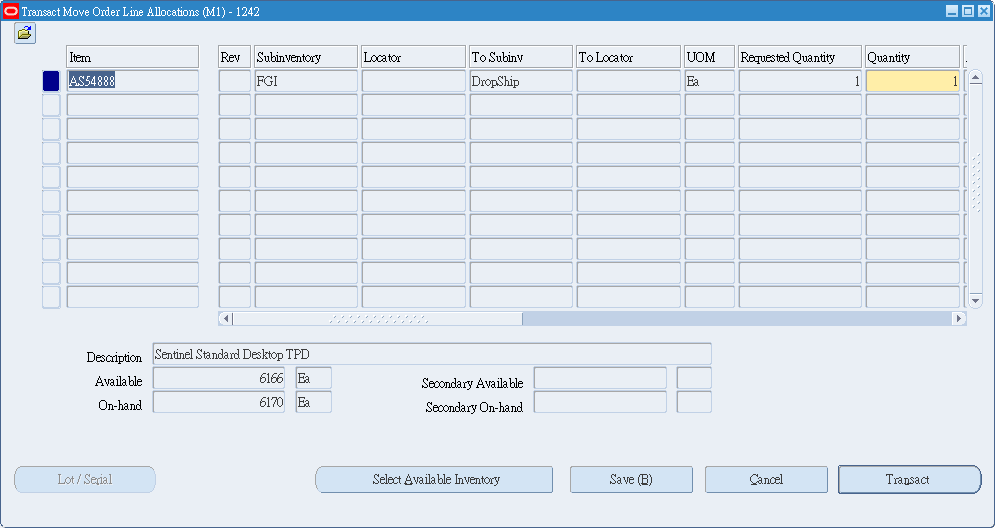 Transact Move Order Line Allocations (M1) - 1242
Item Rev Subinventory Locator To Subinv To Locator UOM Requested Quantity Quantity
AS54888 FGI DropShip Ea 1 1
Description Sentinel Standard Desktop TPD
Available 6166 Ea Secondary Available
On-hand 6170 Ea Secondary On-hand
Lot / Serial Select Available Inventory Save (B) Cancel Transact